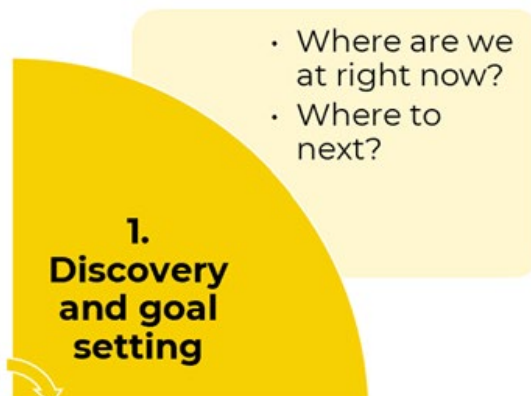 • Where are we
at right now?
• Where to
next?
1.
Discovery
and goal
setting